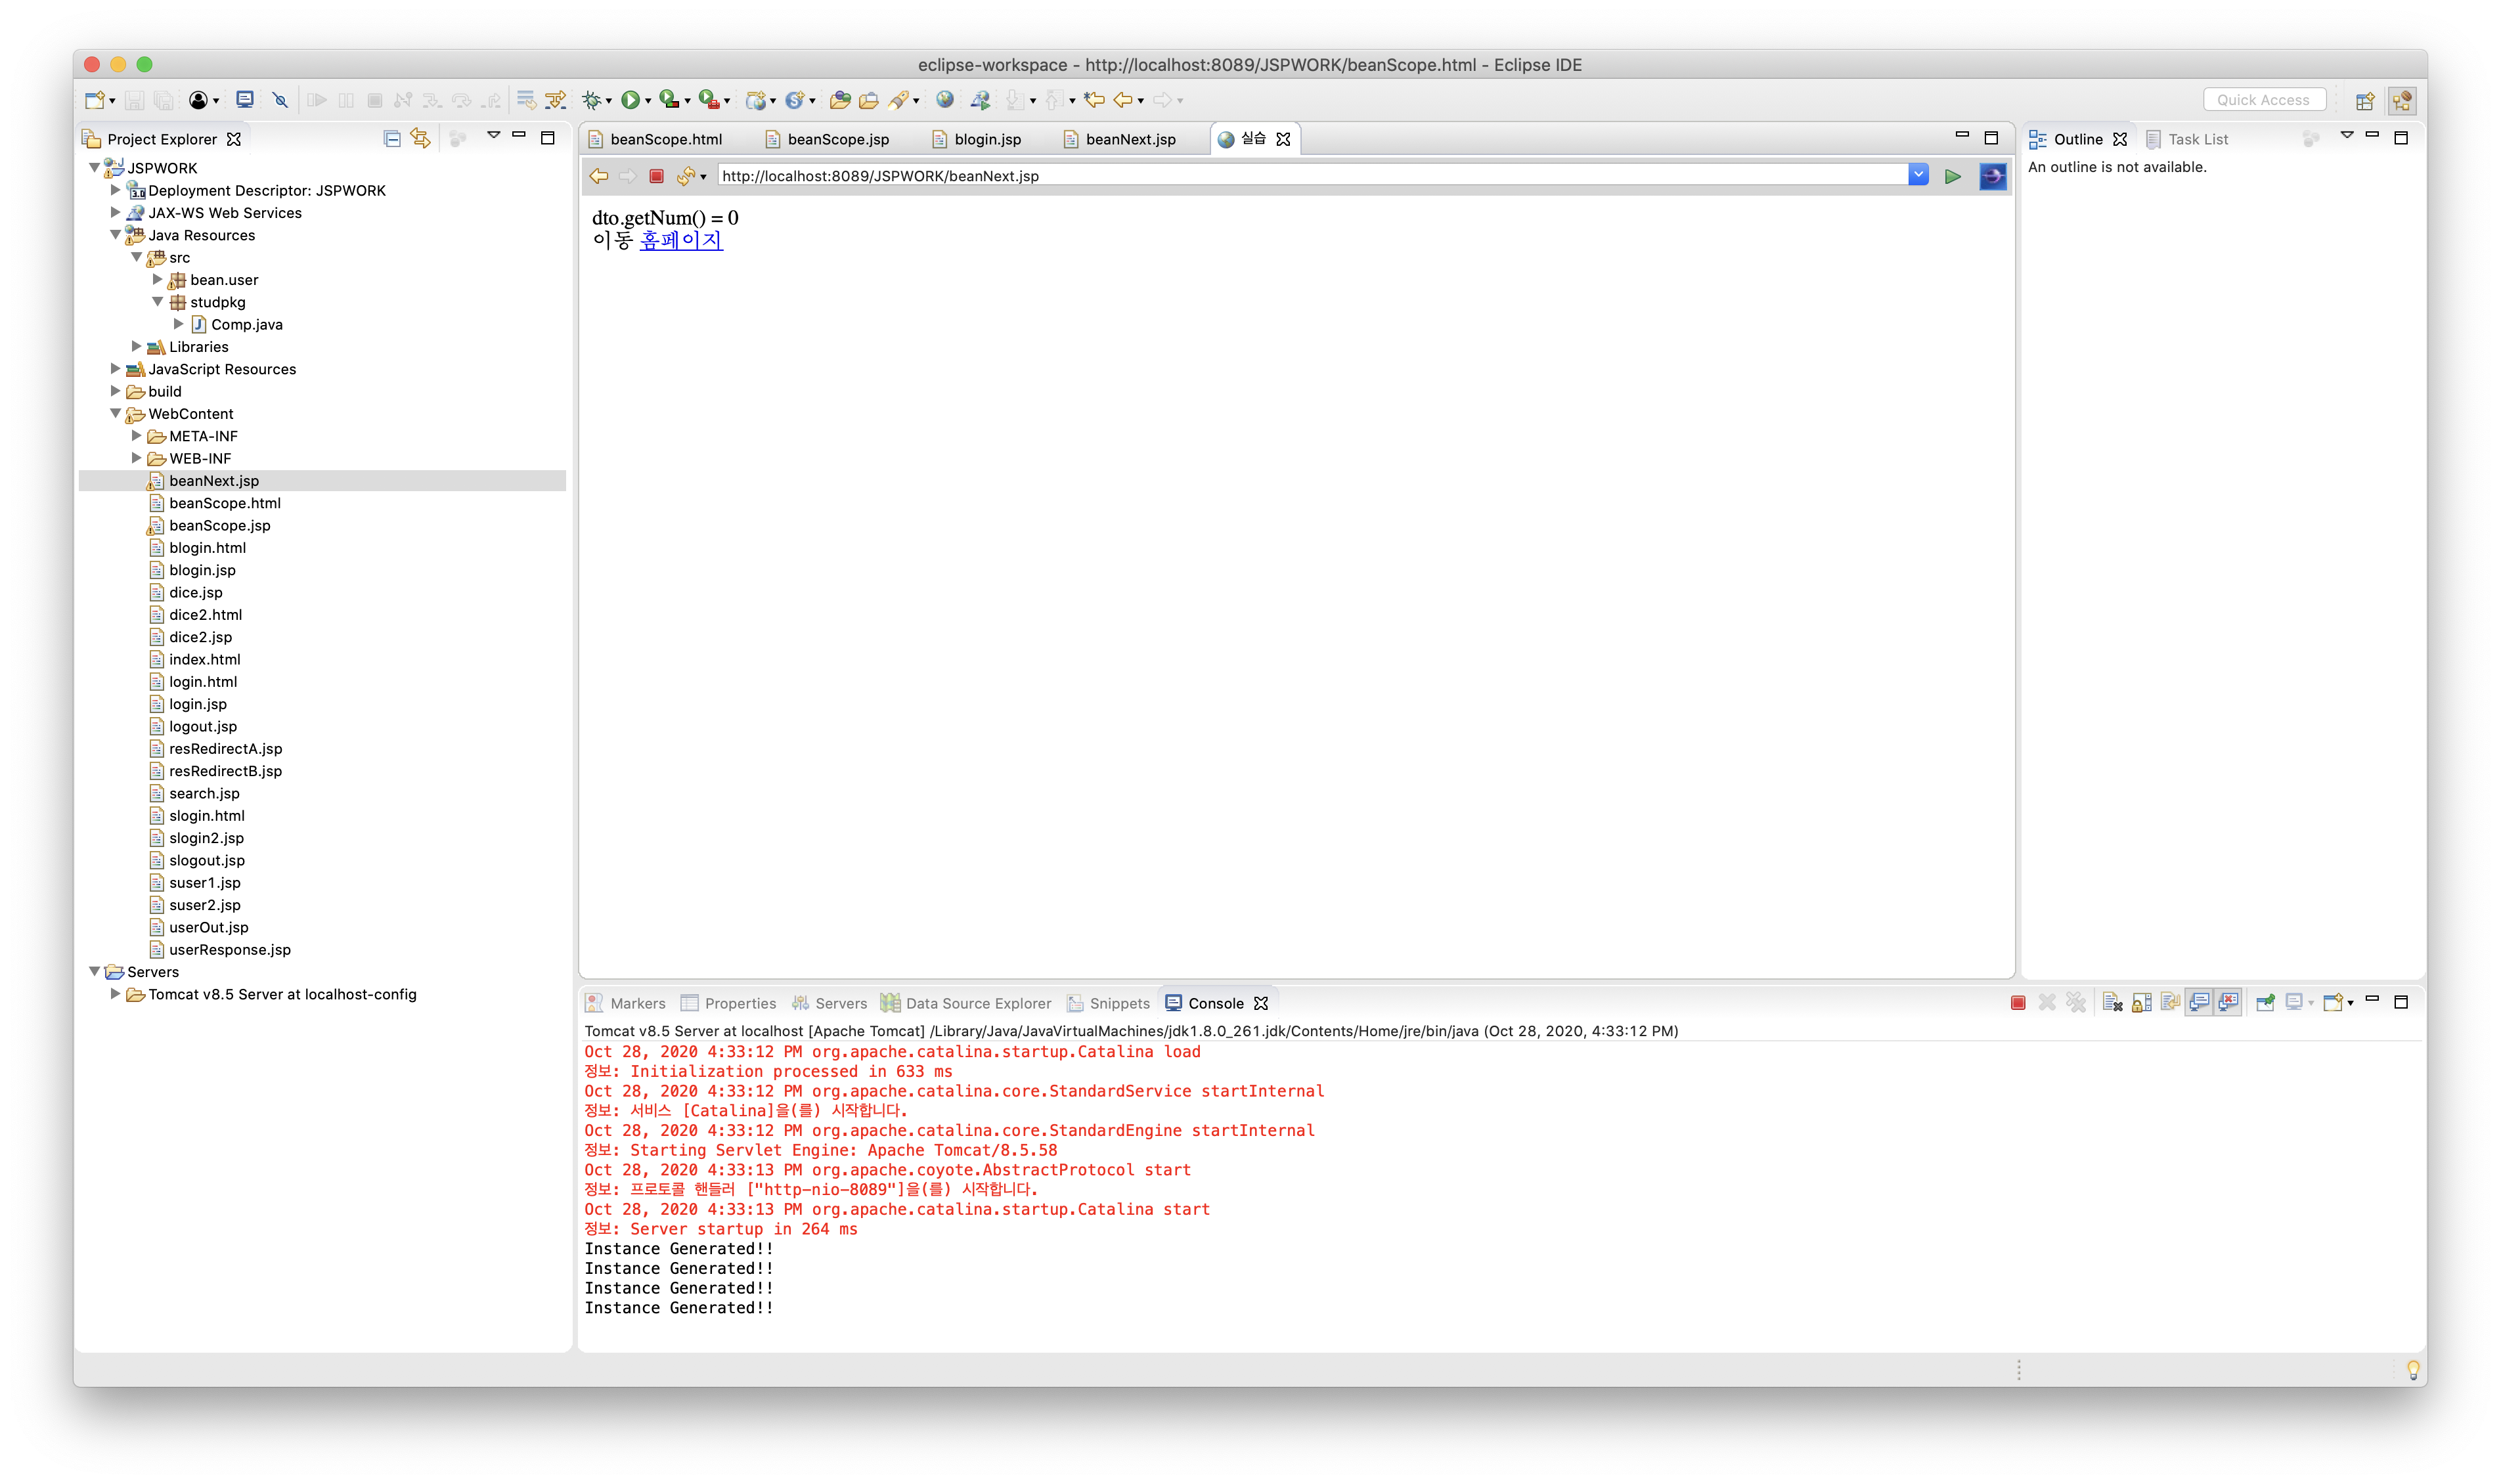 eclipse-workspace - http://localhost:8089/JSPWORK/beanScope.html - Eclipse IDE
Quick Access
Project Explorer
JSPWORK
Deployment Descriptor: JSPWORK
JAX-WS Web Services
Java Resources
src
bean.user
studpkg
Comp.java
Libraries
JavaScript Resources
build
WebContent
META-INF
WEB-INF
beanNext.jsp
beanScope.html
beanScope.jsp
blogin.html
blogin.jsp
dice.jsp
dice2.html
dice2.jsp
index.html
login.html
login.jsp
logout.jsp
resRedirectA.jsp
resRedirectB.jsp
search.jsp
slogin.html
slogin2.jsp
slogout.jsp
suser1.jsp
suser2.jsp
userOut.jsp
userResponse.jsp
Servers
Tomcat v8.5 Server at localhost-config
beanScope.html beanScope.jsp blogin.jsp beanNext.jsp 실습
http://localhost:8089/JSPWORK/beanNext.jsp
dto.getNum() = 0
이동 홈페이지
Outline Task List
An outline is not available.
Markers Properties Servers Data Source Explorer Snippets Console
Tomcat v8.5 Server at localhost [Apache Tomcat] /Library/Java/JavaVirtualMachines/jdk1.8.0_261.jdk/Contents/Home/jre/bin/java (Oct 28, 2020, 4:33:12 PM)
Oct 28, 2020 4:33:12 PM org.apache.catalina.startup.Catalina load
정보: Initialization processed in 633 ms
Oct 28, 2020 4:33:12 PM org.apache.catalina.core.StandardService startInternal
정보: 서비스 [Catalina]을(를) 시작합니다.
Oct 28, 2020 4:33:12 PM org.apache.catalina.core.StandardEngine startInternal
정보: Starting Servlet Engine: Apache Tomcat/8.5.58
Oct 28, 2020 4:33:13 PM org.apache.coyote.AbstractProtocol start
정보: 프로토콜 핸들러 ["http-nio-8089"]을(를) 시작합니다.
Oct 28, 2020 4:33:13 PM org.apache.catalina.startup.Catalina start
정보: Server startup in 264 ms
Instance Generated!!
Instance Generated!!
Instance Generated!!
Instance Generated!!